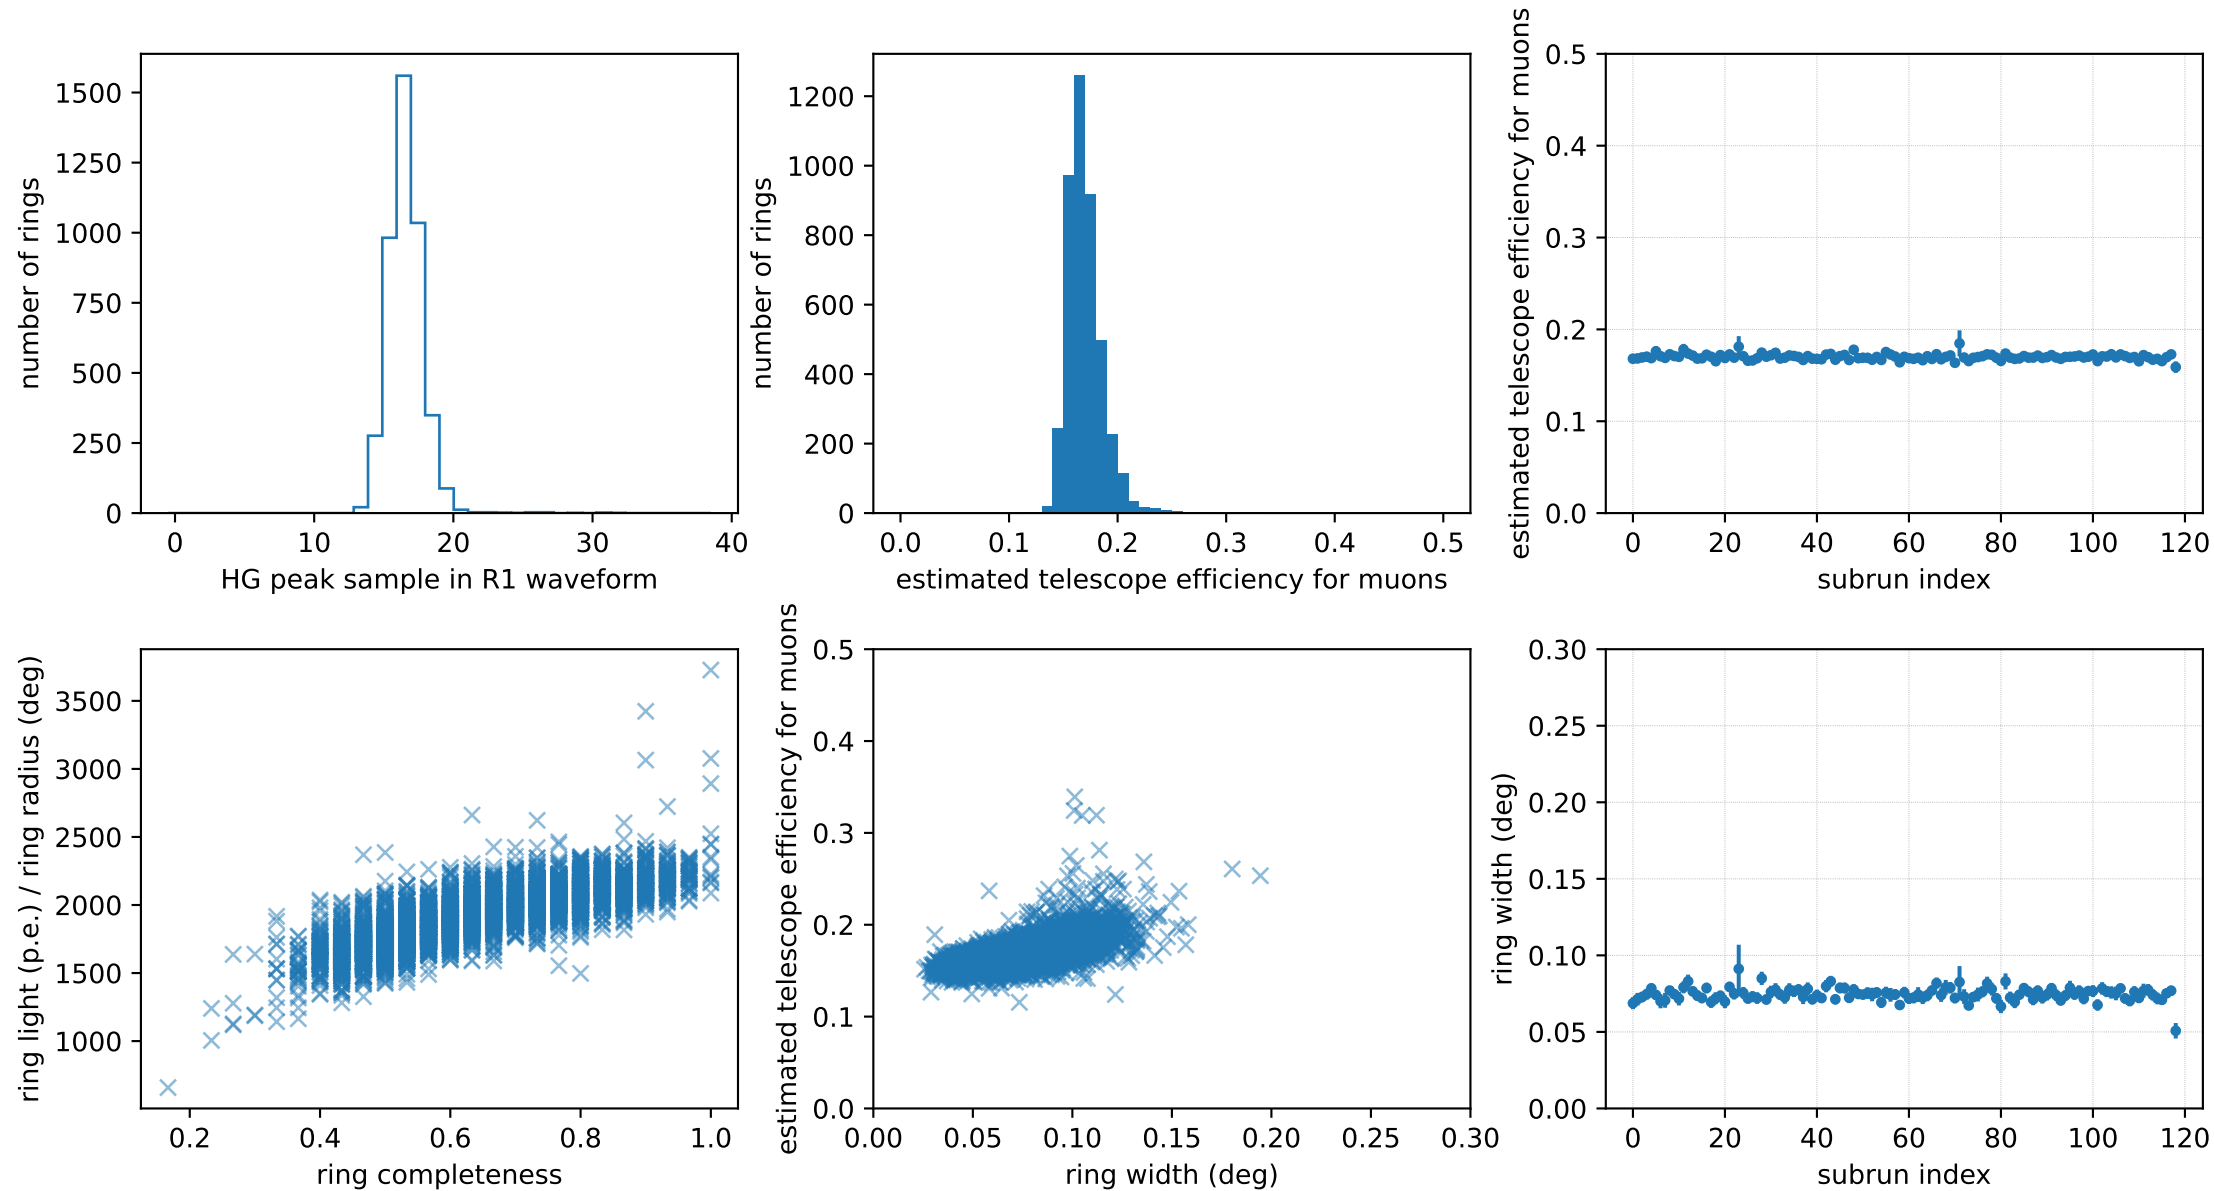 number of rings
1500
1250
1000
750
500
250
0
0 10 20 30 40
HG peak sample in R1 waveform
number of rings
1200
1000
800
600
400
200
0
0.0 0.1 0.2 0.3 0.4 0.5
estimated telescope efficiency for muons
estimated telescope efficiency for muons
0.5
0.4
0.3
0.2
0.1
0.0
0 20 40 60 80 100 120
subrun index
ring light (p.e.) / ring radius (deg)
3500
3000
2500
2000
1500
1000
0.2 0.4 0.6 0.8 1.0
ring completeness
estimated telescope efficiency for muons
0.5
0.4
0.3
0.2
0.1
0.0
0.00 0.05 0.10 0.15 0.20 0.25 0.30
ring width (deg)
ring width (deg)
0.30
0.25
0.20
0.15
0.10
0.05
0.00
0 20 40 60 80 100 120
subrun index